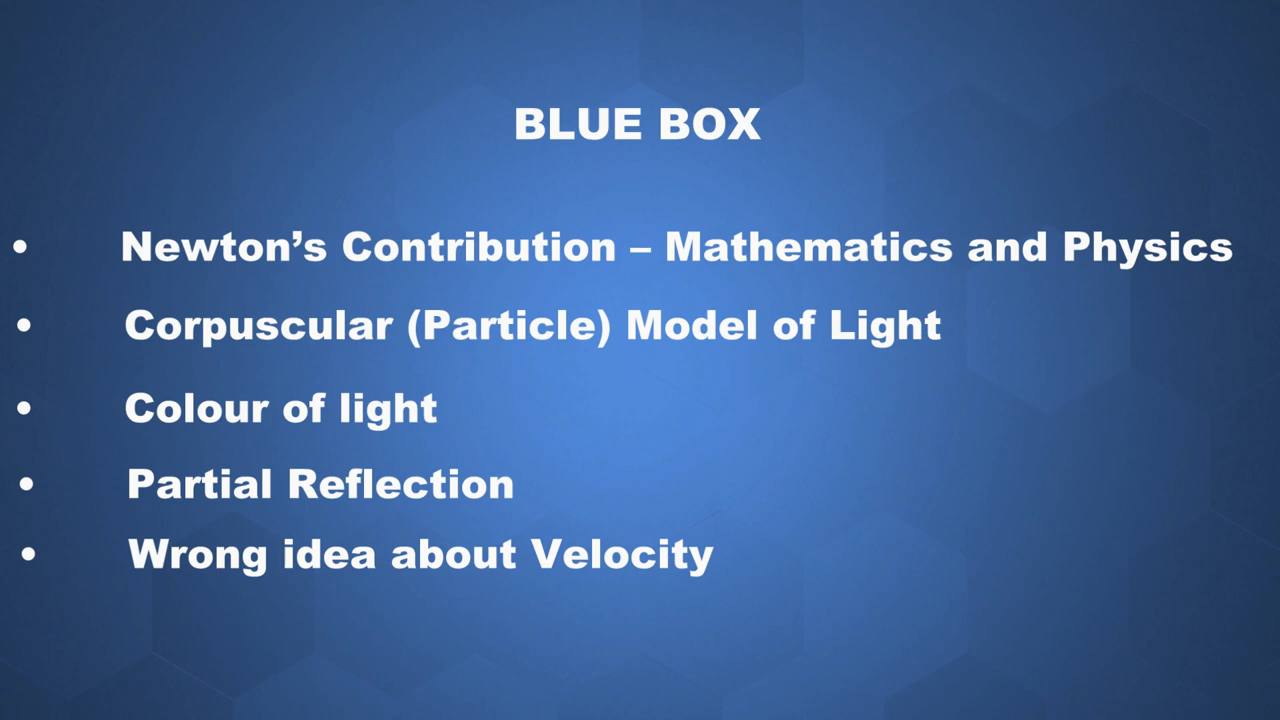 BLUE BOX
• Newton’s Contribution – Mathematics and Physics
• Corpuscular (Particle) Model of Light
• Colour of light
• Partial Reflection
• Wrong idea about Velocity